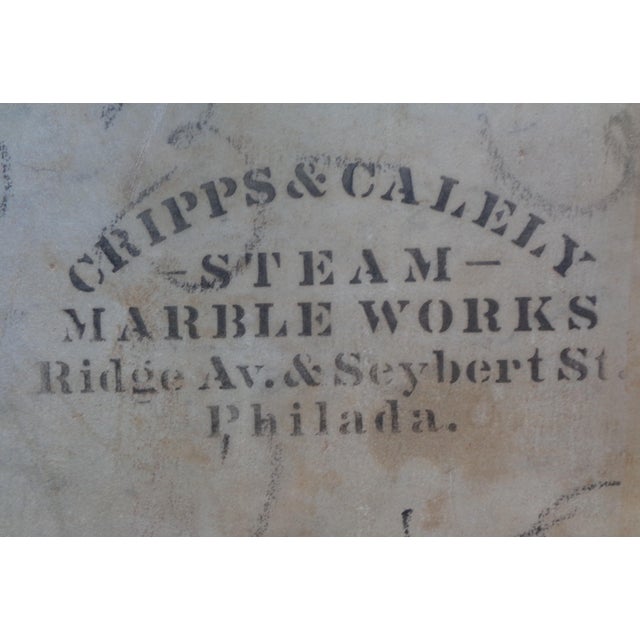 CRIPPS & CALELY
- STEAM -
MARBLE WORKS
Ridge Av. & Seybert St.
Philada.